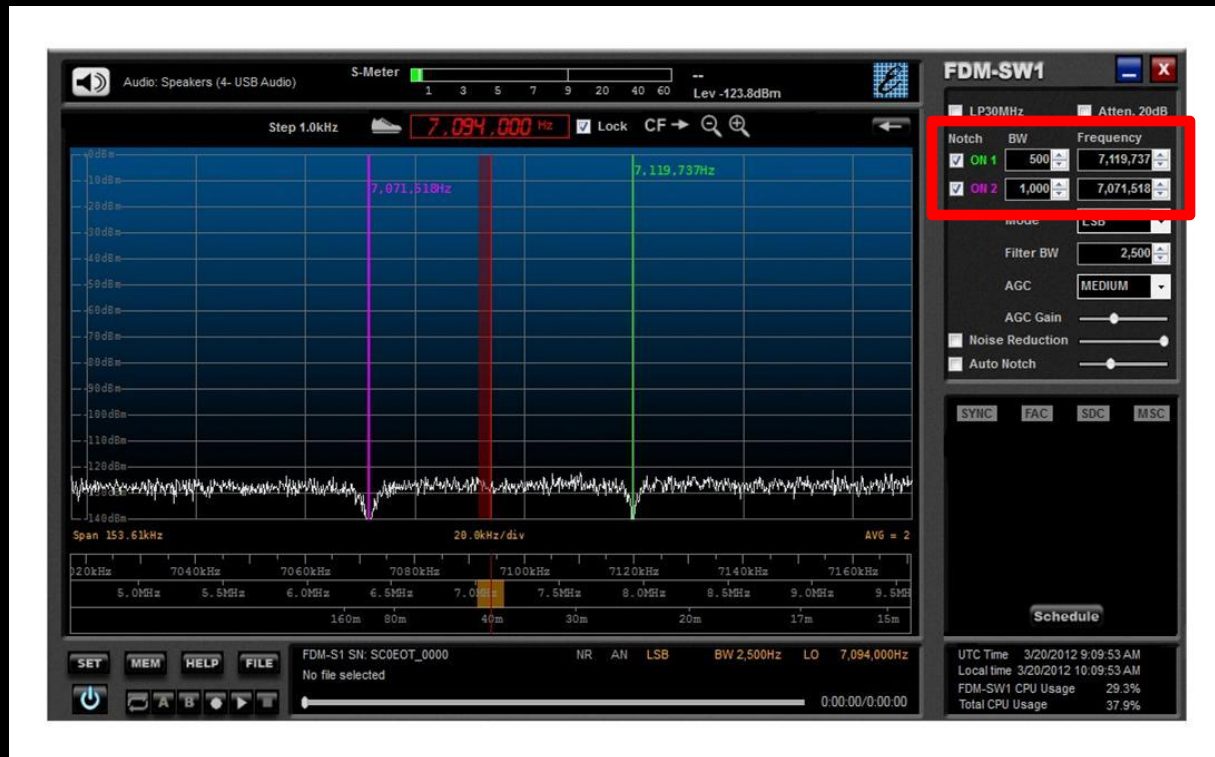 Audio: Speakers (4- USB Audio)
S-Meter
1 3 5 7 9 20 40 60
--
Lev -123.8dBm
FDM-SW1
X
Step 1.0kHz
7.094.000 Hz
Lock
CF
LP30MHz
Atten. 20dB
Notch BW Frequency
ON 1 500 7,119,737
ON 2 1,000 7,071,518
Mode LSB
Filter BW 2,500
AGC MEDIUM
AGC Gain
Noise Reduction
Auto Notch
-10dBm
7,119,737Hz
7,071,518Hz
-20dBm
-30dBm
-40dBm
-50dBm
-60dBm
-70dBm
-80dBm
-90dBm
-100dBm
-110dBm
-120dBm
-140dBm
Span 153.61kHz 20.0kHz/div AVG = 2
7040kHz 7060kHz 7080kHz 7100kHz 7120kHz 7140kHz 7160kHz
5.0MHz 5.5MHz 6.0MHz 6.5MHz 7.0MHz 7.5MHz 8.0MHz 8.5MHz 9.0MHz
160m 80m 40m 30m 20m 17m 15m
SYNC FAC SDC MSC
Schedule
SET MEM HELP FILE
A B
FDM-S1 SN: SC0EOT_0000 NR AN LSB BW 2,500Hz LO 7,094,000Hz
No file selected
0:00:00/0:00:00
UTC Time 3/20/2012 9:09:53 AM
Local time 3/20/2012 10:09:53 AM
FDM-SW1 CPU Usage 29.3%
Total CPU Usage 37.9%